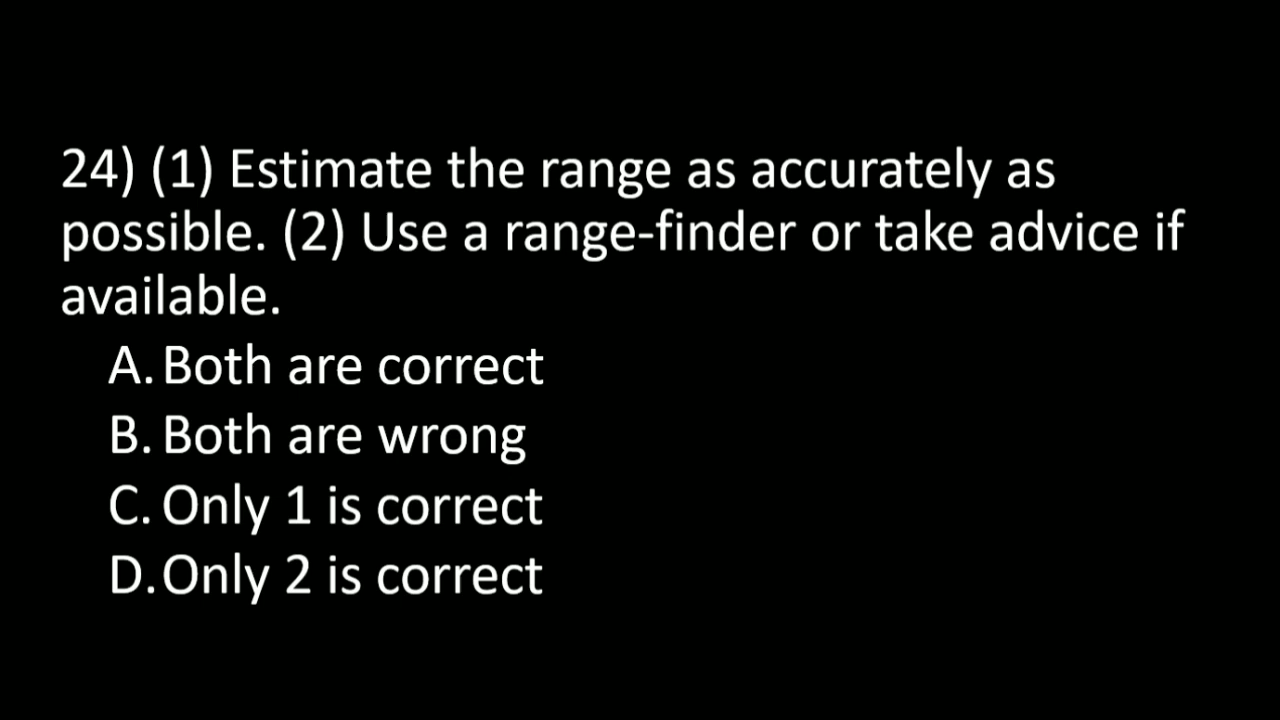 24) (1) Estimate the range as accurately as
possible. (2) Use a range-finder or take advice if
available.
A. Both are correct
B. Both are wrong
C. Only 1 is correct
D. Only 2 is correct